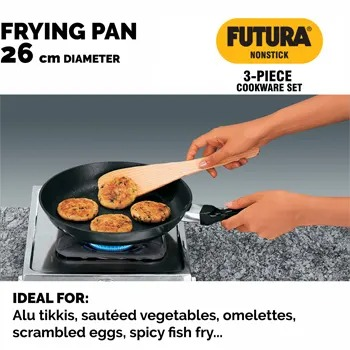 FRYING PAN
26 cm DIAMETER
FUTURA®
NONSTICK
3-PIECE
COOKWARE SET
IDEAL FOR:
Alu tikkis, sautéed vegetables, omelettes,
scrambled eggs, spicy fish fry...